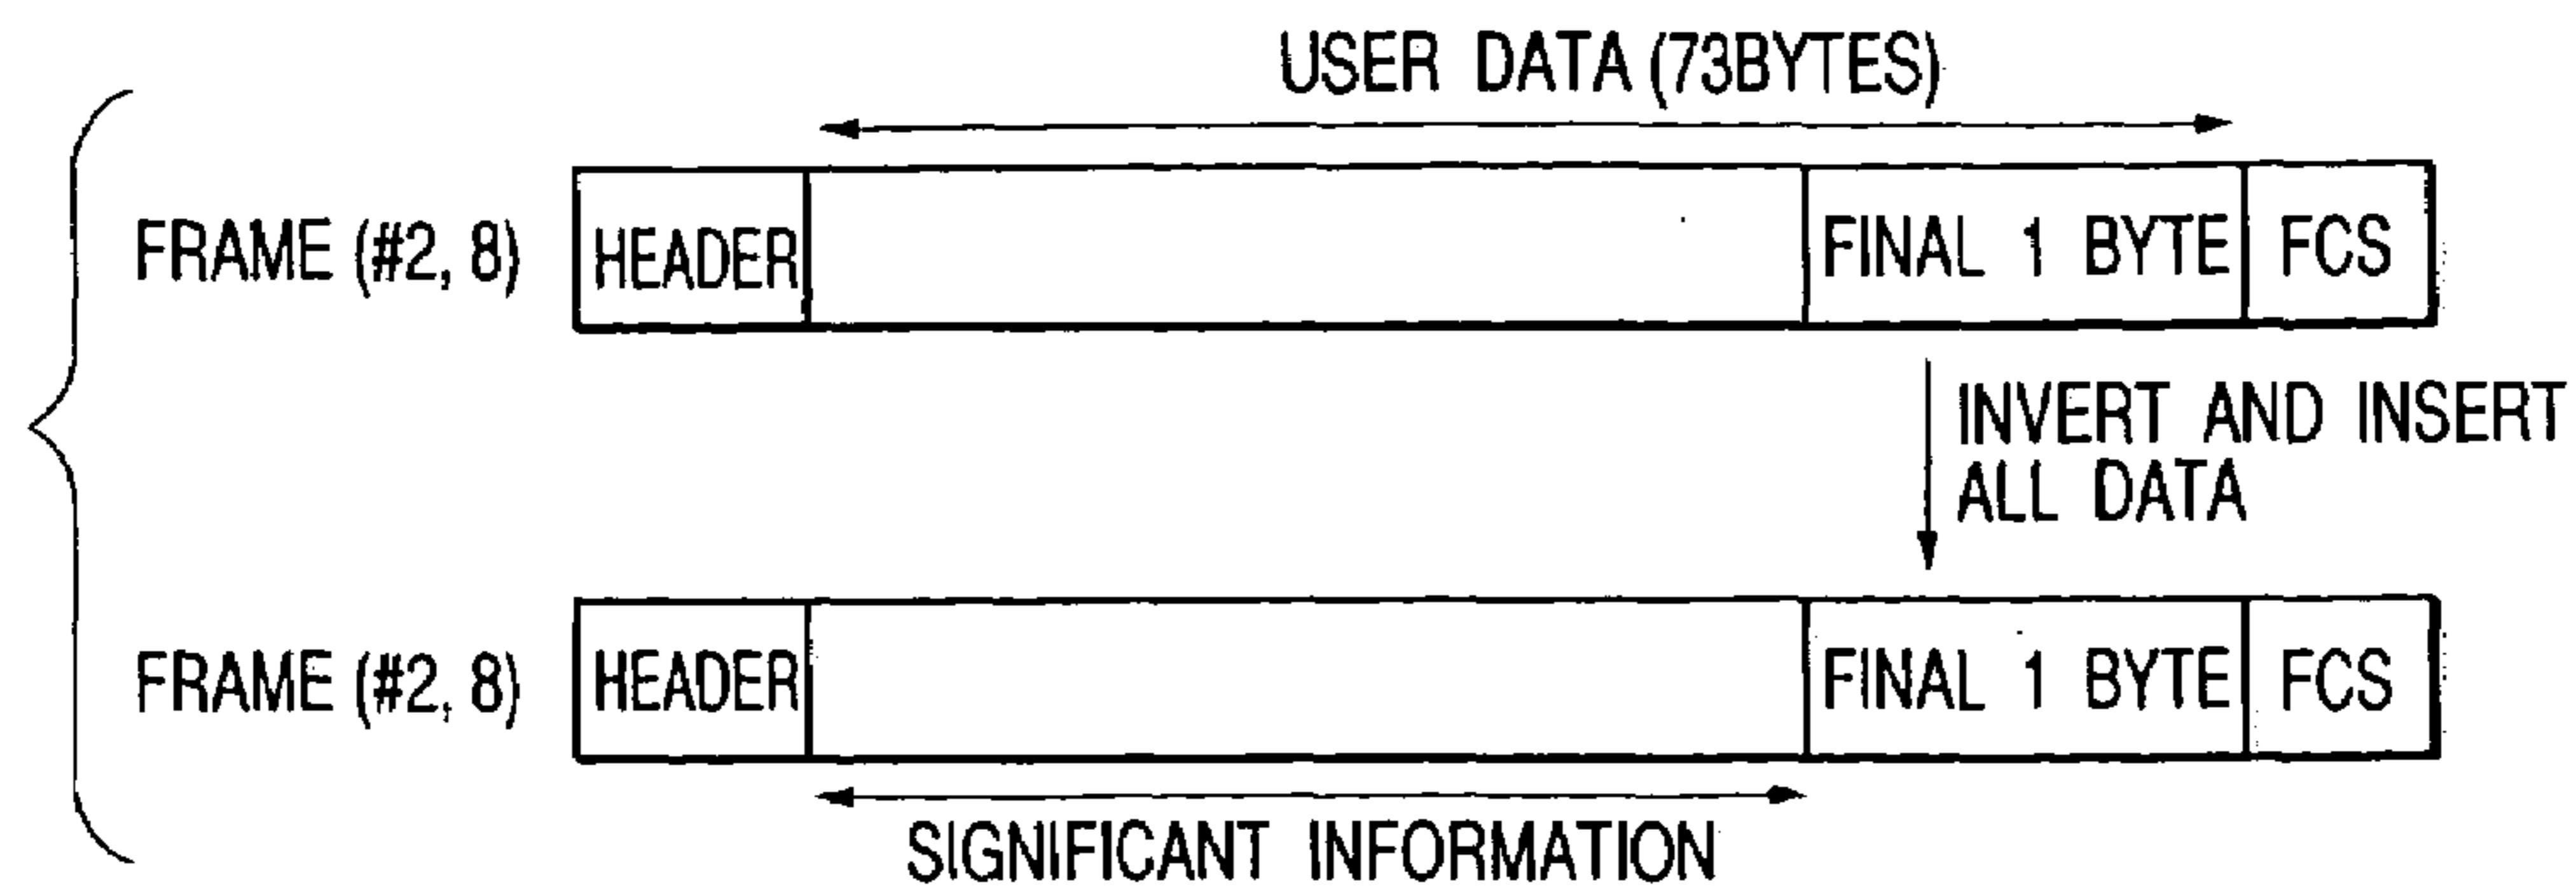 USER DATA (73BYTES)
FRAME (#2, 8) HEADER FINAL 1 BYTE FCS
INVERT AND INSERT
ALL DATA
FRAME (#2, 8) HEADER FINAL 1 BYTE FCS
SIGNIFICANT INFORMATION